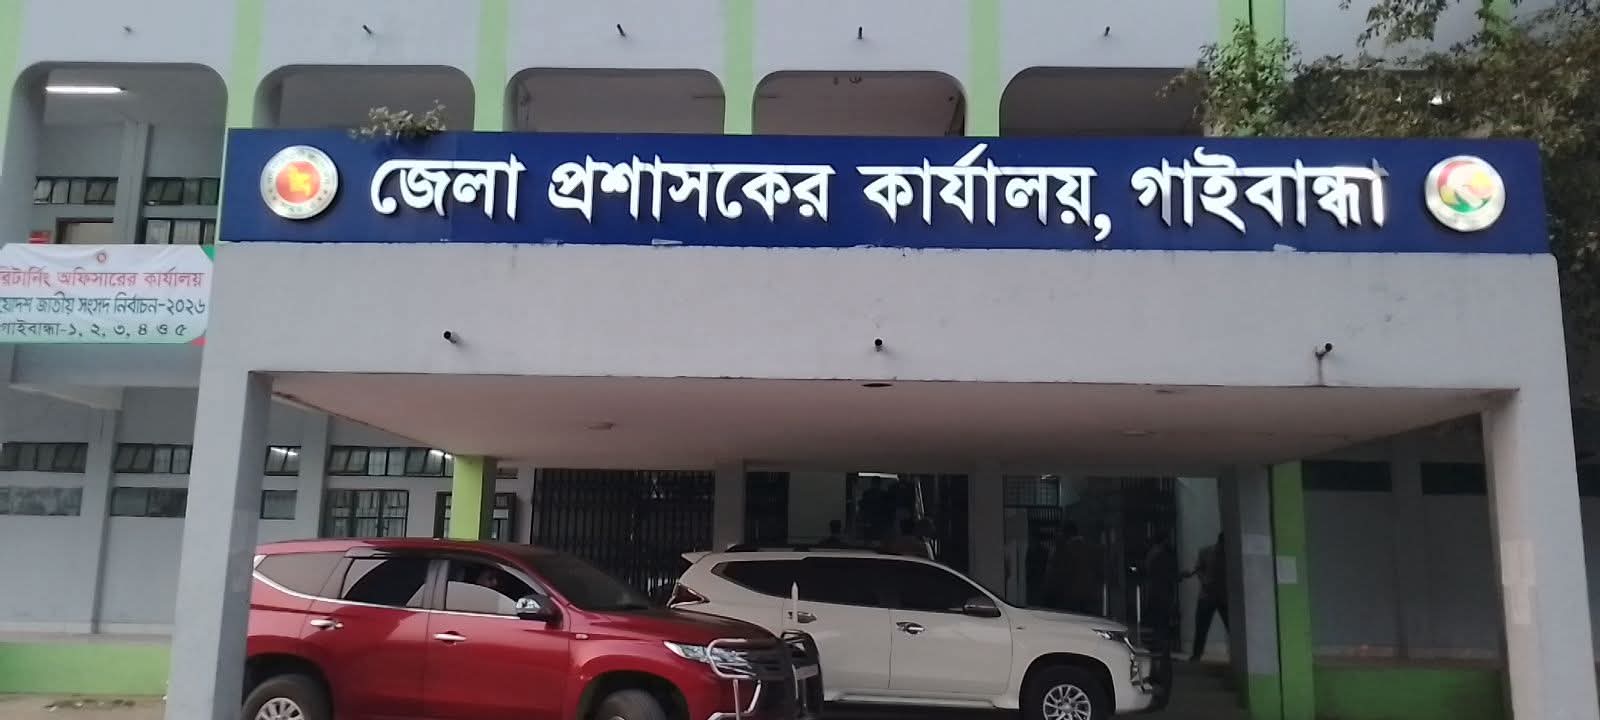 জেলা প্রশাসকের কার্যালয়, গাইবান্ধা
রিটার্নিং অফিসারের কার্যালয়
জাতীয় সংসদ নির্বাচন-২০২৬
গাইবান্ধা-১, ২, ৩, ৪ ও ৫